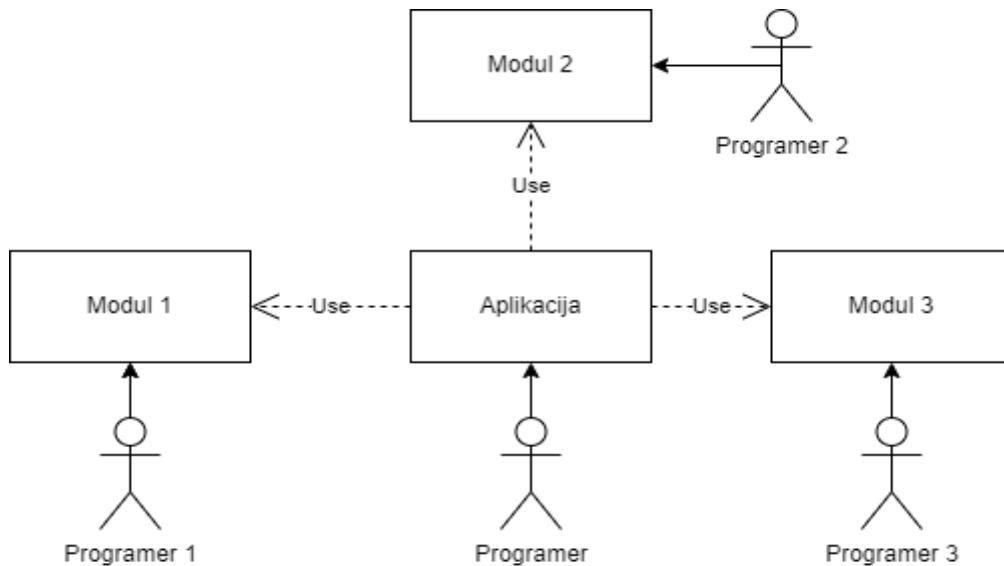 Modul 2
Programer 2
Use
Modul 1
Use
Aplikacija
Use
Modul 3
Programer 1
Programer
Programer 3